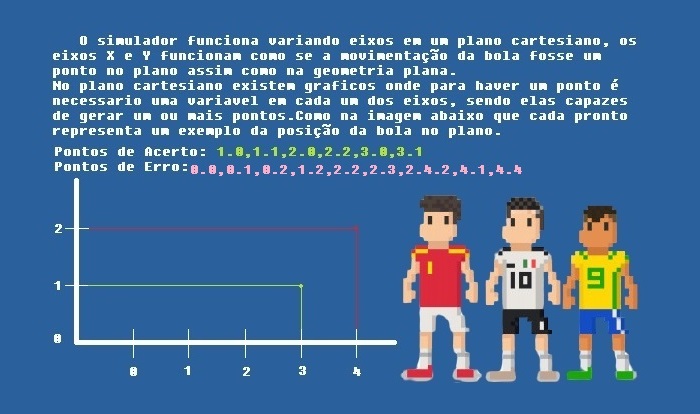 O simulador funciona variando eixos em um plano cartesiano, os
eixos X e Y funcionam como se a movimentação da bola fosse um
ponto no plano assim como na geometria plana.
No plano cartesiano existem graficos onde para haver um ponto é
necessario uma variavel em cada um dos eixos, sendo elas capazes
de gerar um ou mais pontos.Como na imagem abaixo que cada pronto
representa um exemplo da posição da bola no plano.
Pontos de Acerto: 1.0,1.1,2.0,2.2,3.0,3.1
Pontos de Erro:0.0,0.1,0.2,1.2,2.2,2.3,2.4.2,4.1,4.4
2
1
0
0 1 2 3 4
1
10
9